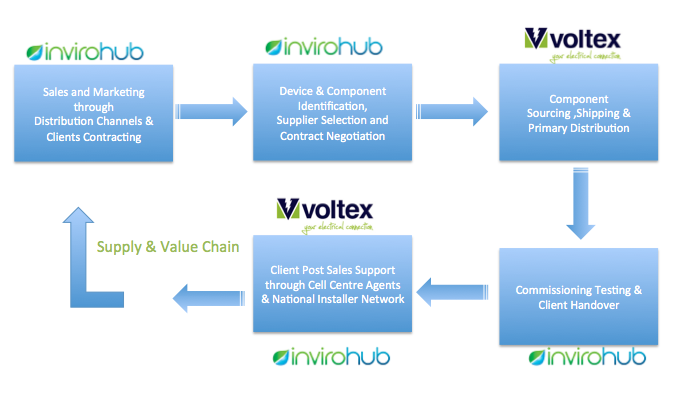 invirohub
Sales and Marketing
through
Distribution Channels &
Clients Contracting
invirohub
Device & Component
Identification,
Supplier Selection and
Contract Negotiation
voltex
your electrical connection
Component
Sourcing ,Shipping &
Primary Distribution
Commissioning Testing &
Client Handover
invirohub
voltex
your electrical connection
Client Post Sales Support
through Cell Centre Agents
& National Installer Network
invirohub
Supply & Value Chain